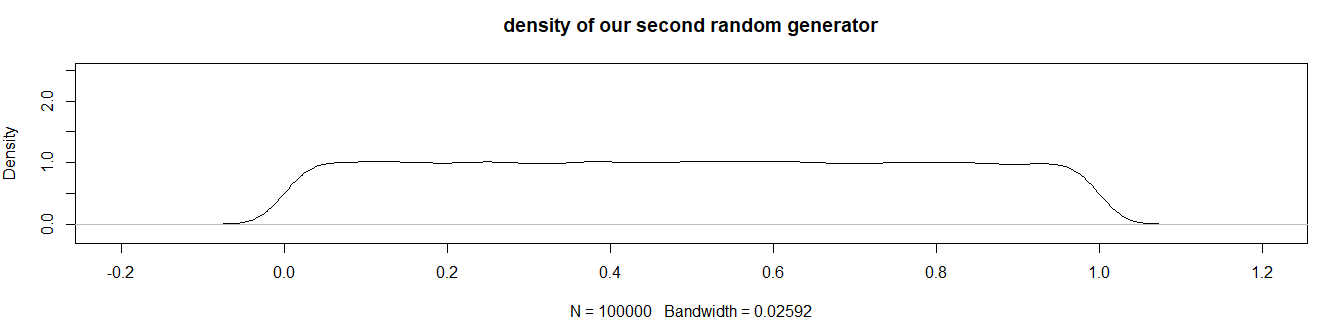 density of our second random generator
Density
2.0
1.0
0.0
-0.2 0.0 0.2 0.4 0.6 0.8 1.0 1.2
N = 100000 Bandwidth = 0.02592